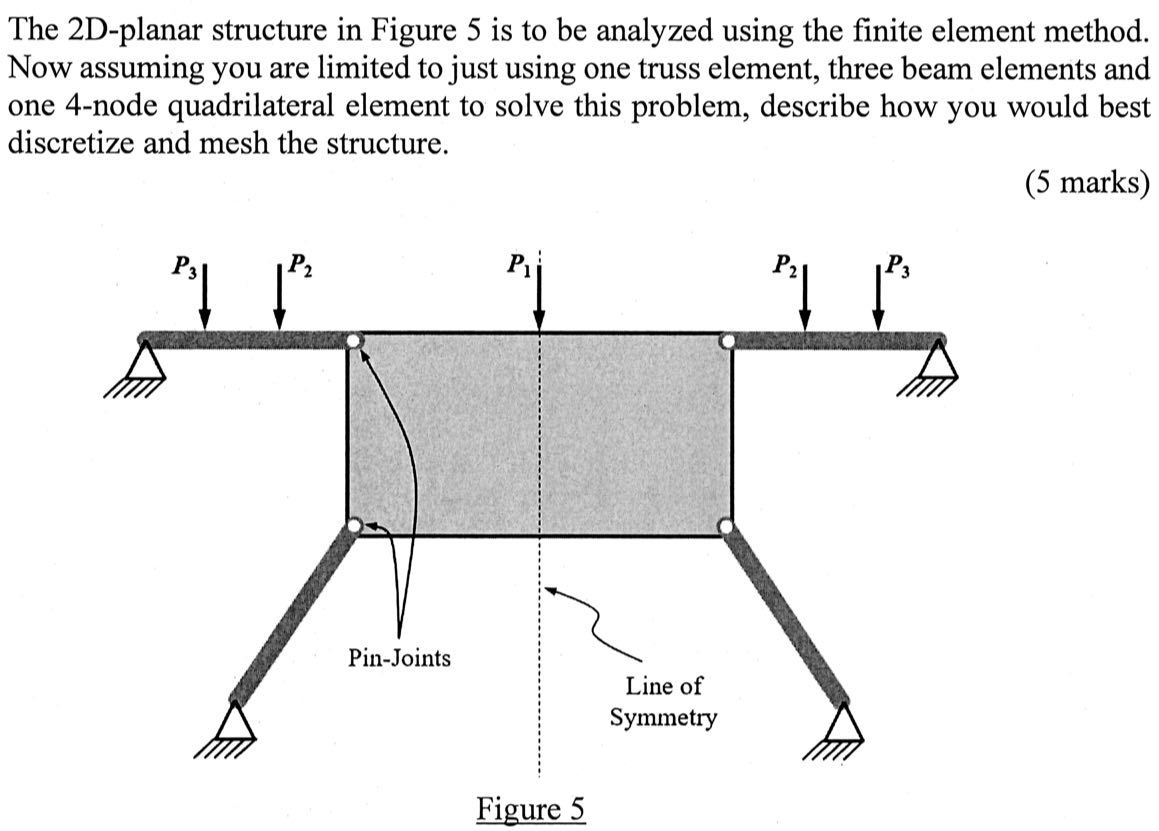 The 2D-planar structure in Figure 5 is to be analyzed using the finite element method.
Now assuming you are limited to just using one truss element, three beam elements and
one 4-node quadrilateral element to solve this problem, describe how you would best
discretize and mesh the structure.
(5 marks)
P₃ P₂ P₁ P₂ P₃
Pin-Joints
Line of
Symmetry
Figure 5